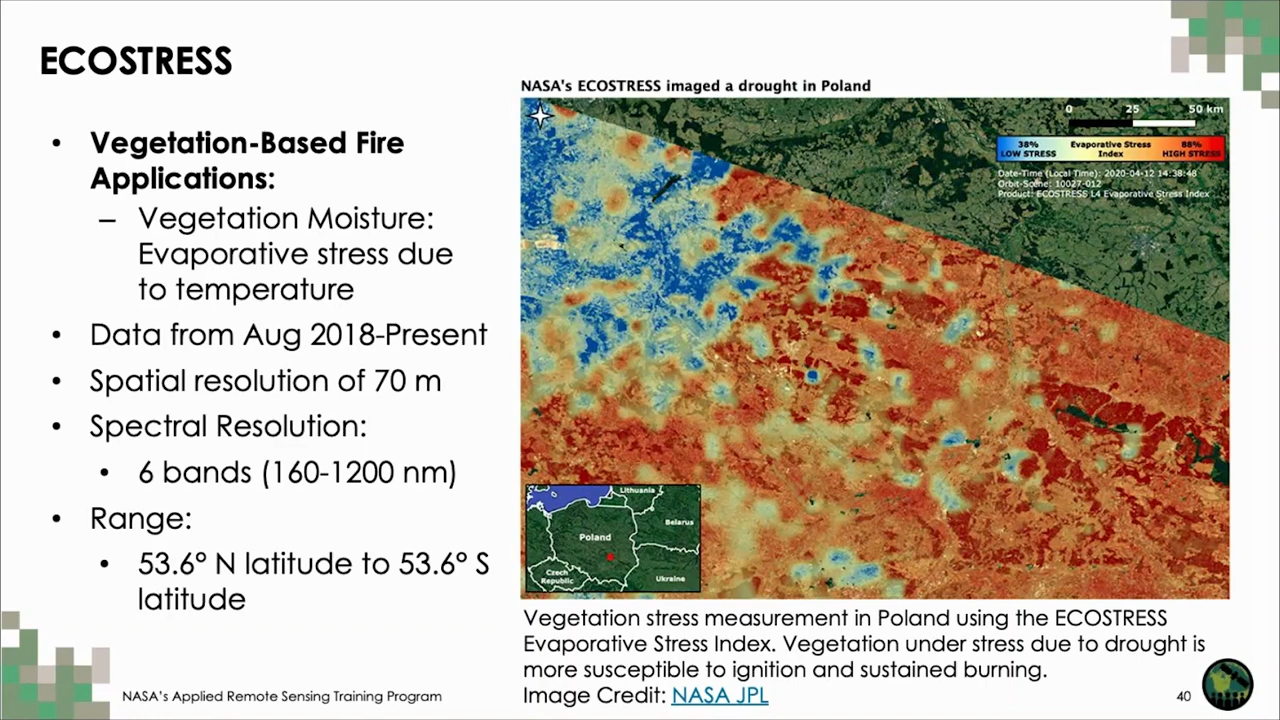 ECOSTRESS
• Vegetation-Based Fire
Applications:
– Vegetation Moisture:
Evaporative stress due
to temperature
• Data from Aug 2018-Present
• Spatial resolution of 70 m
• Spectral Resolution:
• 6 bands (160-1200 nm)
• Range:
• 53.6° N latitude to 53.6° S
latitude
NASA's ECOSTRESS imaged a drought in Poland
0 25 50 km
38% Evaporative Stress 88%
LOW STRESS Index HIGH STRESS
Date-Time (Local Time): 2020-04-12 14:38:48
Orbit-Scene: 10027-012
Product: ECOSTRESS L4 Evaporative Stress Index
Lithuania
Belarus
Poland
Czech
Republic
Ukraine
Vegetation stress measurement in Poland using the ECOSTRESS
Evaporative Stress Index. Vegetation under stress due to drought is
more susceptible to ignition and sustained burning.
Image Credit: NASA JPL
NASA's Applied Remote Sensing Training Program
40